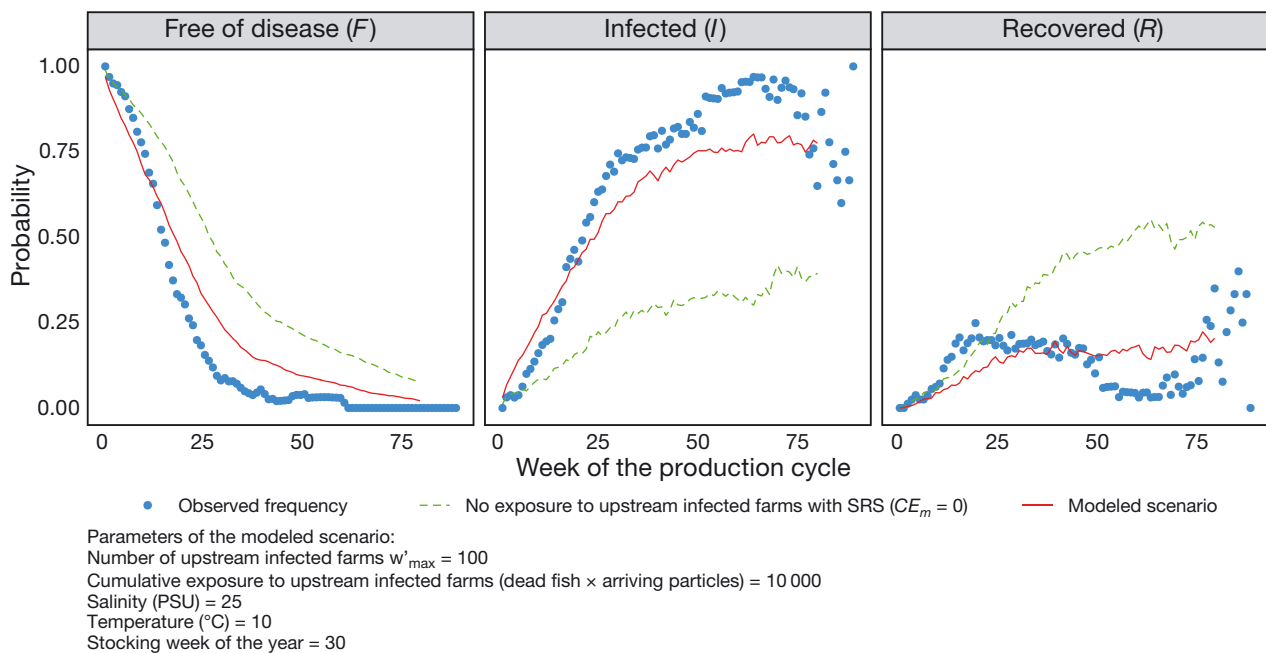 Free of disease (F) Infected (I) Recovered (R)
1.00
0.75
0.50
0.25
0.00
Probability
0 25 50 75 0 25 50 75 0 25 50 75
Week of the production cycle
Observed frequency No exposure to upstream infected farms with SRS (CEm = 0) Modeled scenario
Parameters of the modeled scenario:
Number of upstream infected farms w'max = 100
Cumulative exposure to upstream infected farms (dead fish × arriving particles) = 10 000
Salinity (PSU) = 25
Temperature (°C) = 10
Stocking week of the year = 30